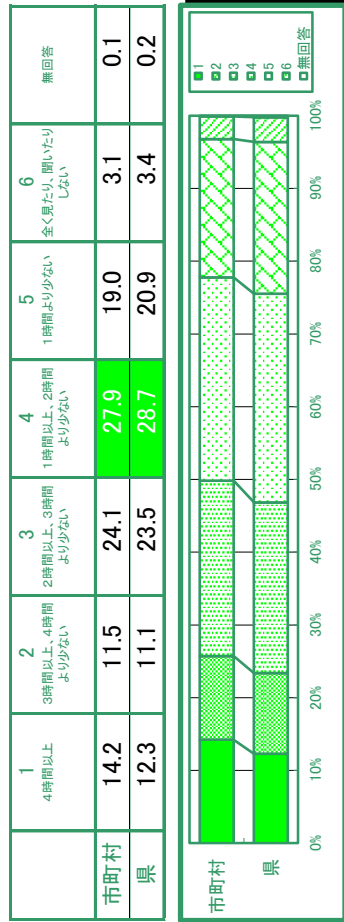 1
4時間以上
2
3時間以上、4時間
より少ない
3
2時間以上、3時間
より少ない
4
1時間以上、2時間
より少ない
5
1時間より少ない
6
全く見たり、聞いたり
しない
無回答
市町村 14.2 11.5 24.1 27.9 19.0 3.1 0.1
県 12.3 11.1 23.5 28.7 20.9 3.4 0.2
市町村
県
0% 10% 20% 30% 40% 50% 60% 70% 80% 90% 100%
1
2
3
4
5
6
無回答